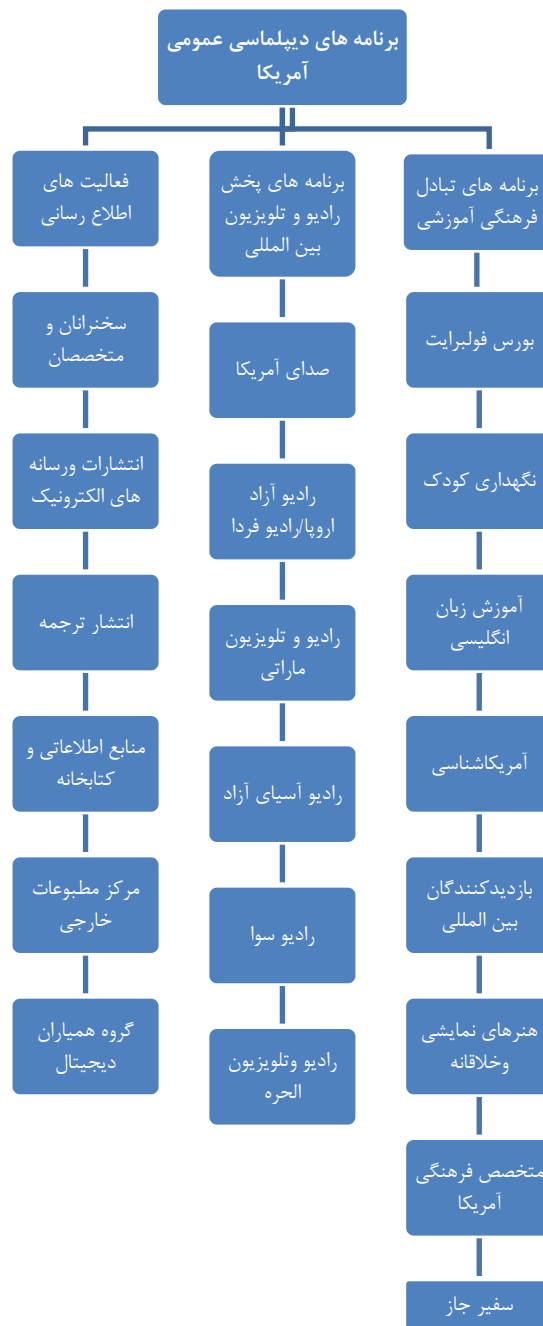 برنامه های دیپلماسی عمومی
آمریکا
برنامه های تبادل
فرهنگی آموزشی
بورس فولبرایت
نگهداری کودک
آموزش زبان
انگلیسی
آمریکاشناسی
بازدیدکنندگان
بین المللی
هنرهای نمایشی
وخلاقانه
متخصص فرهنگی
آمریکا
سفیر جاز
برنامه های پخش
رادیو و تلویزیون
بین المللی
صدای آمریکا
رادیو آزاد
اروپا/رادیو فردا
رادیو و تلویزیون
ماراتی
رادیو آسیای آزاد
رادیو سوا
رادیو وتلویزیون
الحره
فعالیت های
اطلاع رسانی
سخنرانان و
متخصصان
انتشارات ورسانه
های الکترونیک
انتشار ترجمه
منابع اطلاعاتی و
کتابخانه
مرکز مطبوعات
خارجی
گروه همیاران
دیجیتال